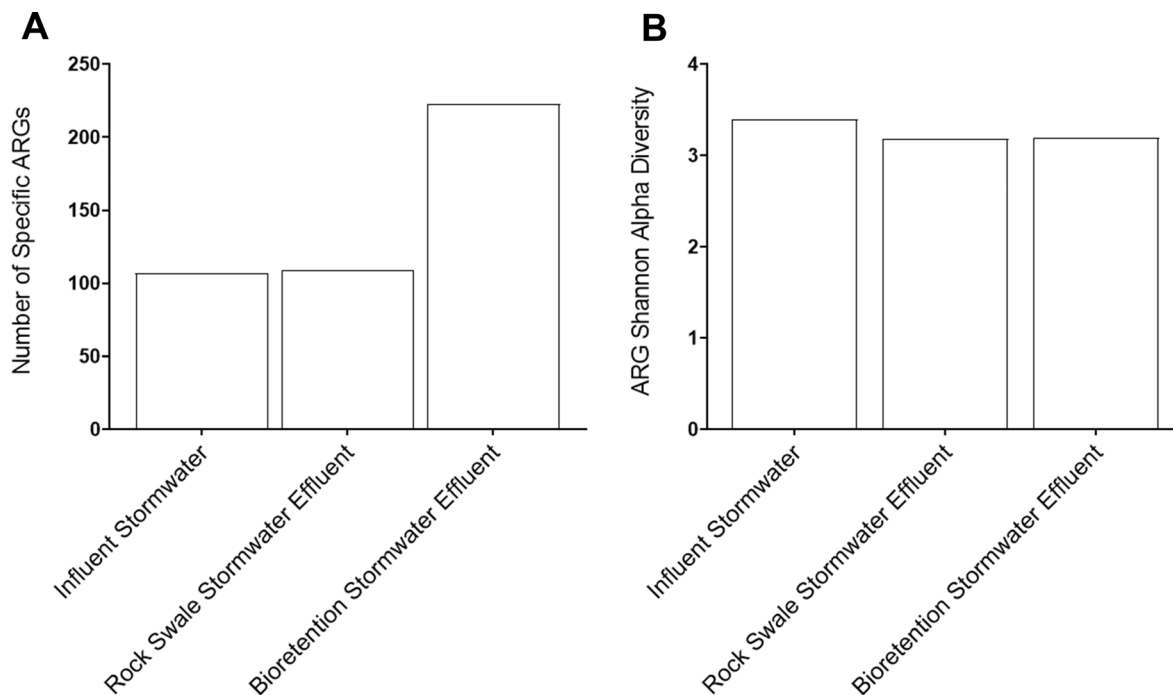 A
Number of Specific ARGs
250
200
150
100
50
0
Influent Stormwater
Rock Swale Stormwater Effluent
Bioretention Stormwater Effluent
B
ARG Shannon Alpha Diversity
4
3
2
1
0
Influent Stormwater
Rock Swale Stormwater Effluent
Bioretention Stormwater Effluent